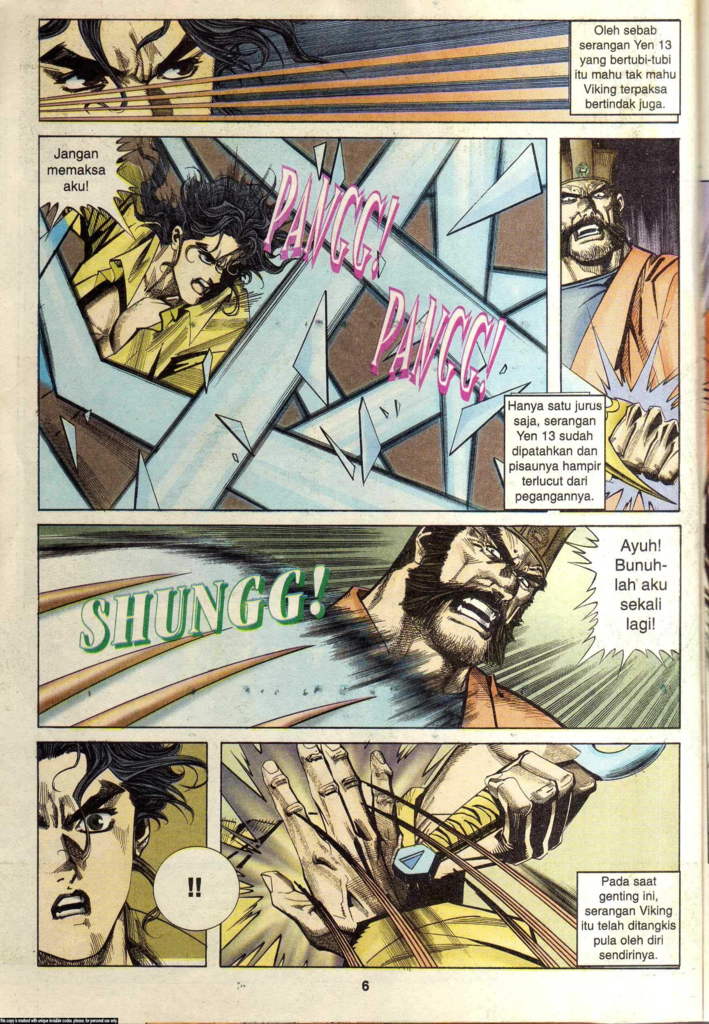 Oleh sebab
serangan Yen 13
yang bertubi-tubi
itu mahu tak mahu
Viking terpaksa
bertindak juga.
Jangan
memaksa
aku!
PANGG!
PANGG!
Hanya satu jurus
saja, serangan
Yen 13 sudah
dipatahkan dan
pisaunya hampir
terlucut dari
pegangannya.
SHUNGG!
Ayuh!
Bunuh-
lah aku
sekali
lagi!
!!
Pada saat
genting ini,
serangan Viking
itu telah ditangkis
pula oleh diri
sendirinya.
6